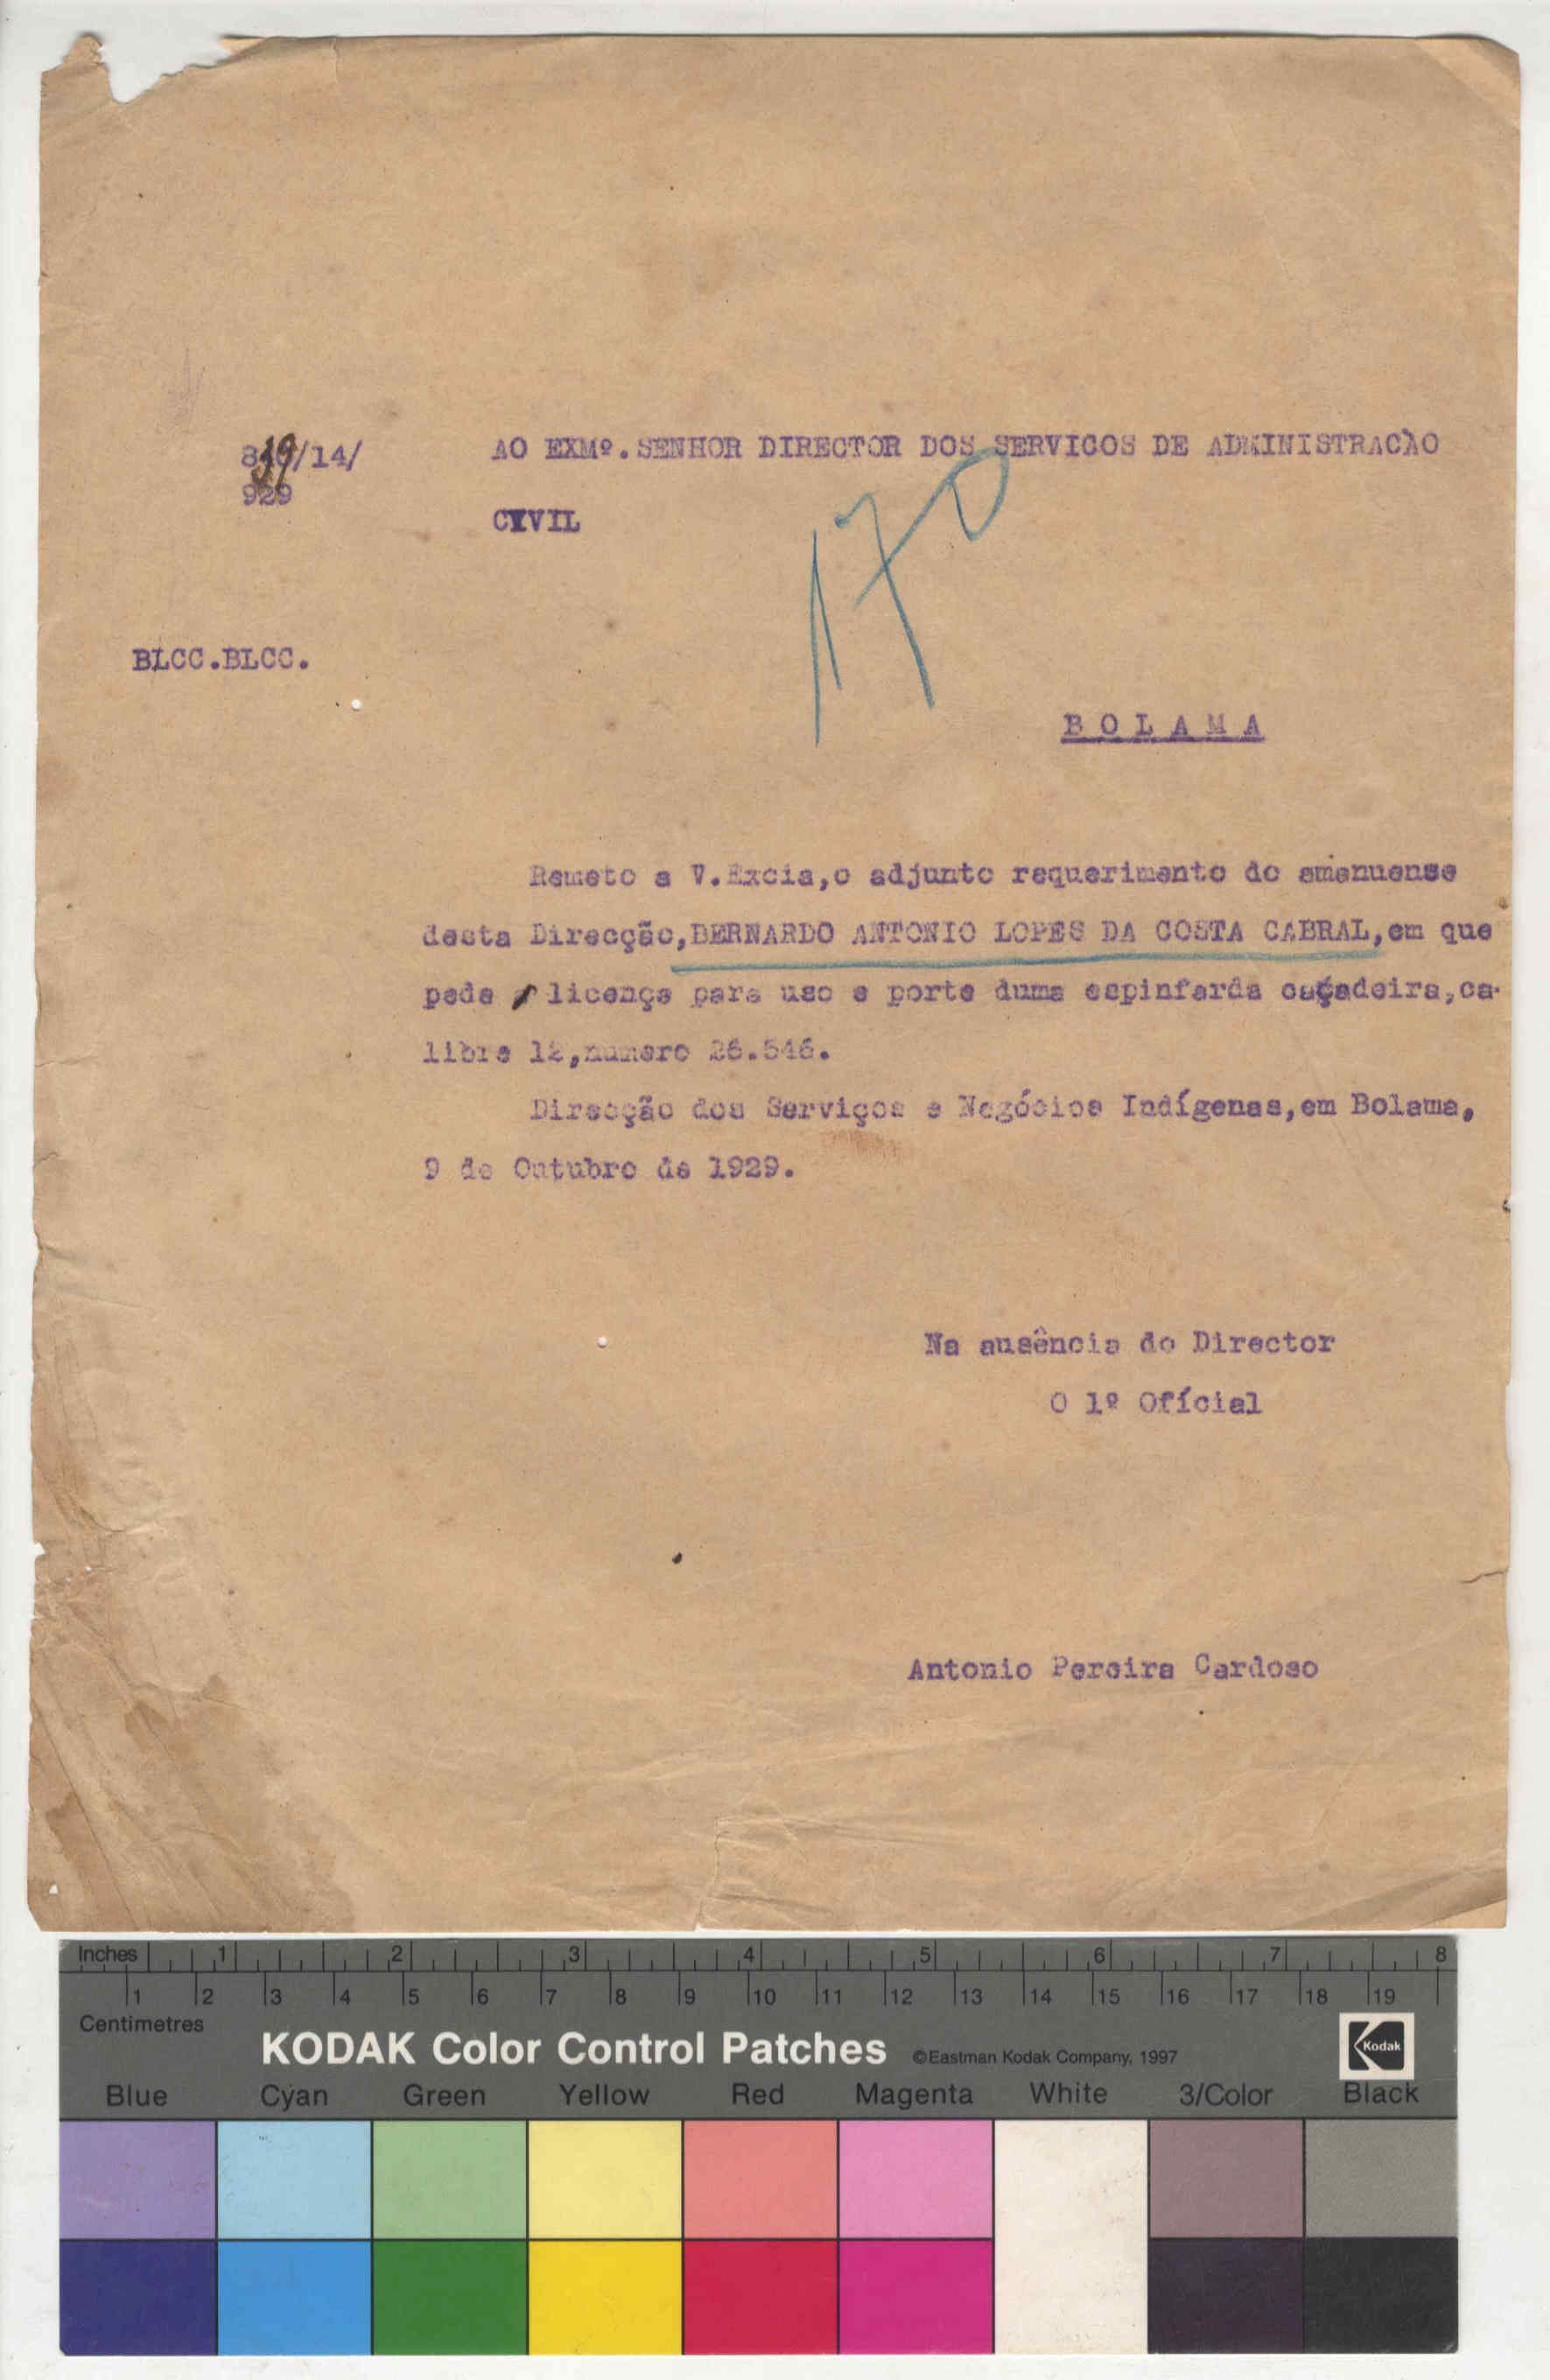 839/14/
929
AO EXMº. SENHOR DIRECTOR DOS SERVICOS DE ADMINISTRACÃO
CIVIL
170
BLCC.BLCC.
BOLAMA
Remeto a V.Excia,o adjunto requerimento do amanuense
desta Direcção,BERNARDO ANTONIO LOPES DA COSTA CABRAL,em que
pede licença para uso e porte duma espinfarda caçadeira,ca-
libre 12,numero 26.546.
Direcção dos Serviços e Negócios Indígenas,em Bolama,
9 de Outubro de 1929.
Na ausência do Director
O 1º Ofícial
Antonio Pereira Cardoso
Inches 1 2 3 4 5 6 7 8
1 2 3 4 5 6 7 8 9 10 11 12 13 14 15 16 17 18 19
Centimetres
KODAK Color Control Patches ©Eastman Kodak Company, 1997 Kodak
Blue Cyan Green Yellow Red Magenta White 3/Color Black